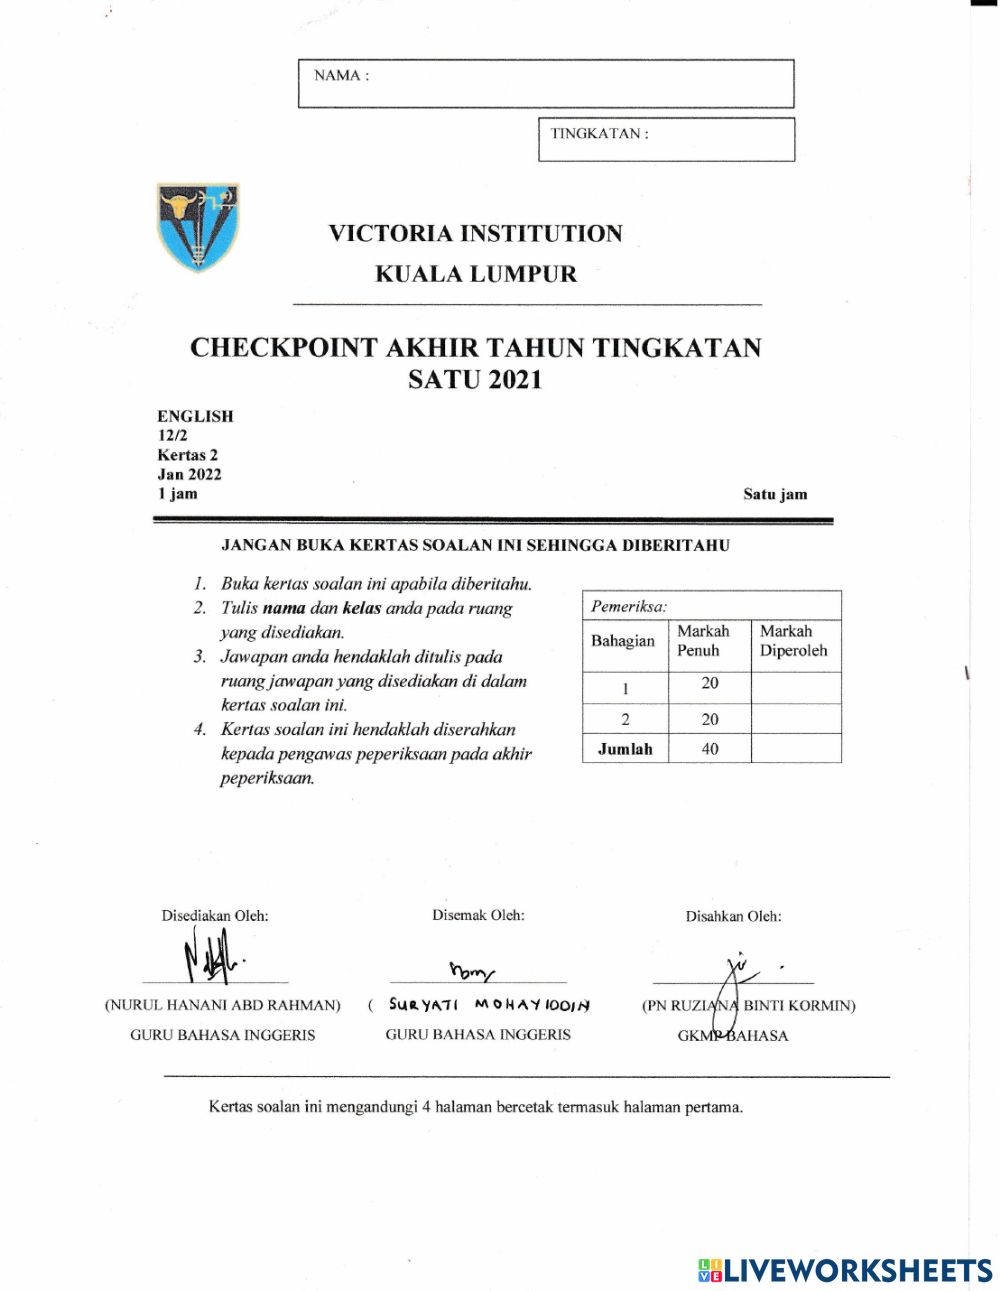 NAMA :
TINGKATAN :
VICTORIA INSTITUTION
KUALA LUMPUR
CHECKPOINT AKHIR TAHUN TINGKATAN
SATU 2021
ENGLISH
12/2
Kertas 2
Jan 2022
1 jam
Satu jam
JANGAN BUKA KERTAS SOALAN INI SEHINGGA DIBERITAHU
1. Buka kertas soalan ini apabila diberitahu.
2. Tulis nama dan kelas anda pada ruang
yang disediakan.
3. Jawapan anda hendaklah ditulis pada
ruang jawapan yang disediakan di dalam
kertas soalan ini.
4. Kertas soalan ini hendaklah diserahkan
kepada pengawas peperiksaan pada akhir
peperiksaan.
Pemeriksa:
Bahagian Markah Penuh Markah Diperoleh
1 20
2 20
Jumlah 40
Disediakan Oleh: Disemak Oleh: Disahkan Oleh:
(NURUL HANANI ABD RAHMAN) ( SURYATI MOHAYIDDIN (PN RUZIANA BINTI KORMIN)
GURU BAHASA INGGERIS GURU BAHASA INGGERIS GKMP BAHASA
Kertas soalan ini mengandungi 4 halaman bercetak termasuk halaman pertama.
LIVEWORKSHEETS